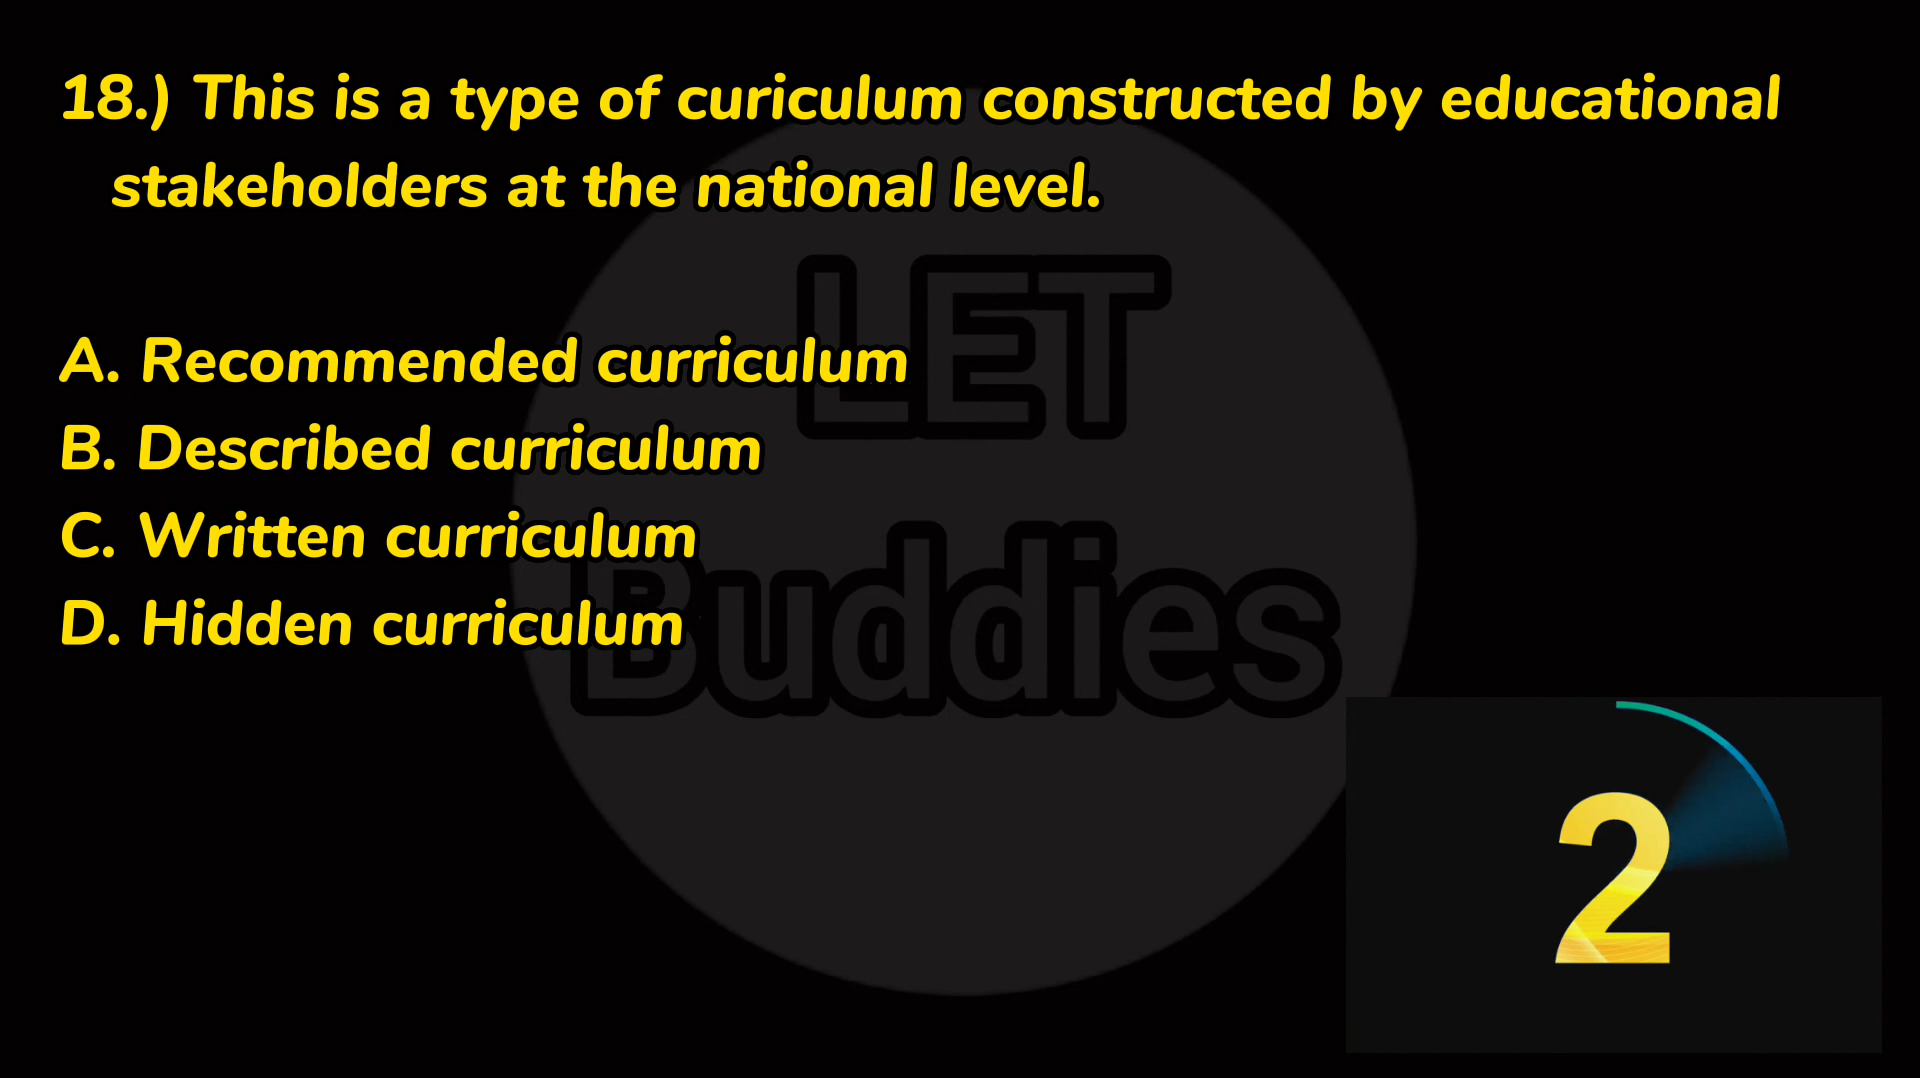 18.) This is a type of curiculum constructed by educational
stakeholders at the national level.
A. Recommended curriculum
B. Described curriculum
C. Written curriculum
D. Hidden curriculum
LET
Buddies
2